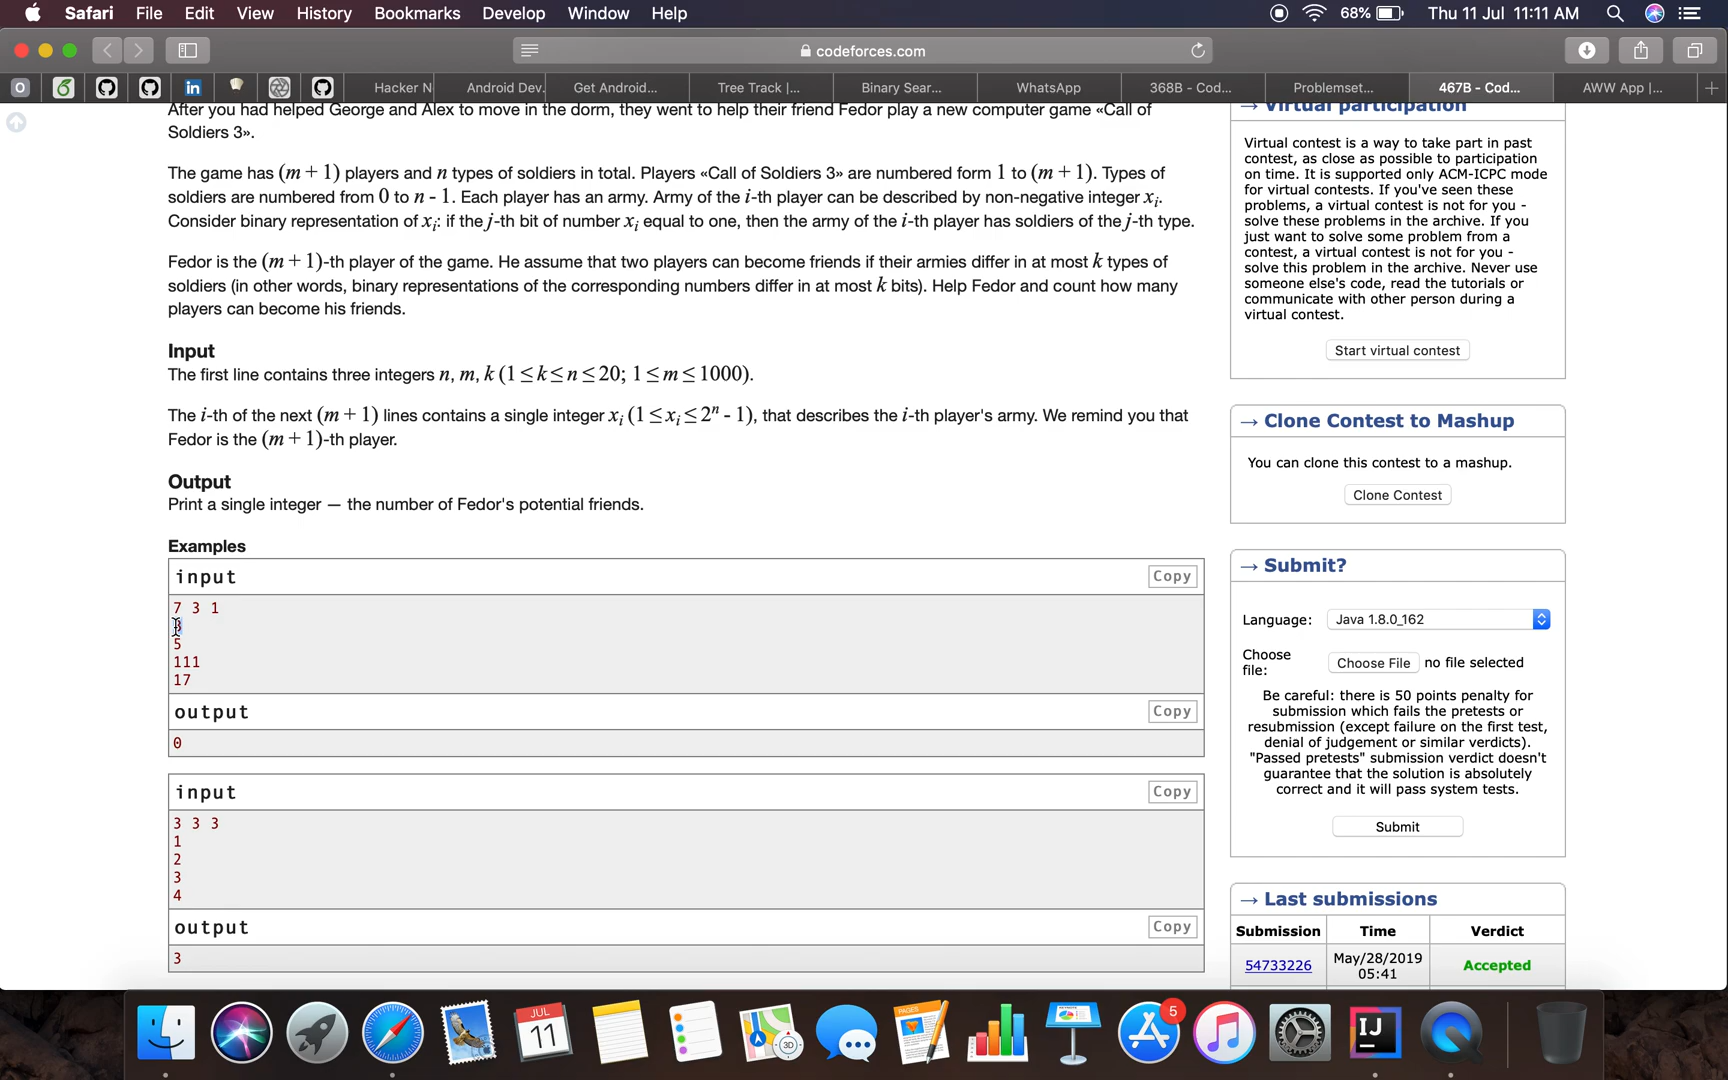 Safari File Edit View History Bookmarks Develop Window Help 68% Thu 11 Jul 11:11 AM
codeforces.com
Hacker N Android Dev. Get Android... Tree Track |... Binary Sear... WhatsApp 368B - Cod... Problemset... 467B - Cod... AWW App |...
After you had helped George and Alex to move in the dorm, they went to help their friend Fedor play a new computer game «Call of
Soldiers 3».
The game has (m + 1) players and n types of soldiers in total. Players «Call of Soldiers 3» are numbered form 1 to (m + 1). Types of
soldiers are numbered from 0 to n - 1. Each player has an army. Army of the i-th player can be described by non-negative integer xi.
Consider binary representation of xi: if the j-th bit of number xi equal to one, then the army of the i-th player has soldiers of the j-th type.
Fedor is the (m + 1)-th player of the game. He assume that two players can become friends if their armies differ in at most k types of
soldiers (in other words, binary representations of the corresponding numbers differ in at most k bits). Help Fedor and count how many
players can become his friends.
Input
The first line contains three integers n, m, k (1 ≤ k ≤ n ≤ 20; 1 ≤ m ≤ 1000).
The i-th of the next (m + 1) lines contains a single integer xi (1 ≤ xi ≤ 2ⁿ - 1), that describes the i-th player's army. We remind you that
Fedor is the (m + 1)-th player.
Output
Print a single integer — the number of Fedor's potential friends.
Examples
input
Copy
7 3 1
8
5
111
17
output
Copy
0
input
Copy
3 3 3
1
2
3
4
output
Copy
3
→ Virtual participation
Virtual contest is a way to take part in past
contest, as close as possible to participation
on time. It is supported only ACM-ICPC mode
for virtual contests. If you've seen these
problems, a virtual contest is not for you -
solve these problems in the archive. If you
just want to solve some problem from a
contest, a virtual contest is not for you -
solve this problem in the archive. Never use
someone else's code, read the tutorials or
communicate with other person during a
virtual contest.
Start virtual contest
→ Clone Contest to Mashup
You can clone this contest to a mashup.
Clone Contest
→ Submit?
Language: Java 1.8.0_162
Choose
file:
Choose File no file selected
Be careful: there is 50 points penalty for
submission which fails the pretests or
resubmission (except failure on the first test,
denial of judgement or similar verdicts).
"Passed pretests" submission verdict doesn't
guarantee that the solution is absolutely
correct and it will pass system tests.
Submit
→ Last submissions
Submission Time Verdict
54733226 May/28/2019 Accepted
05:41
JUL
11
PAGES
3D
5
IJ